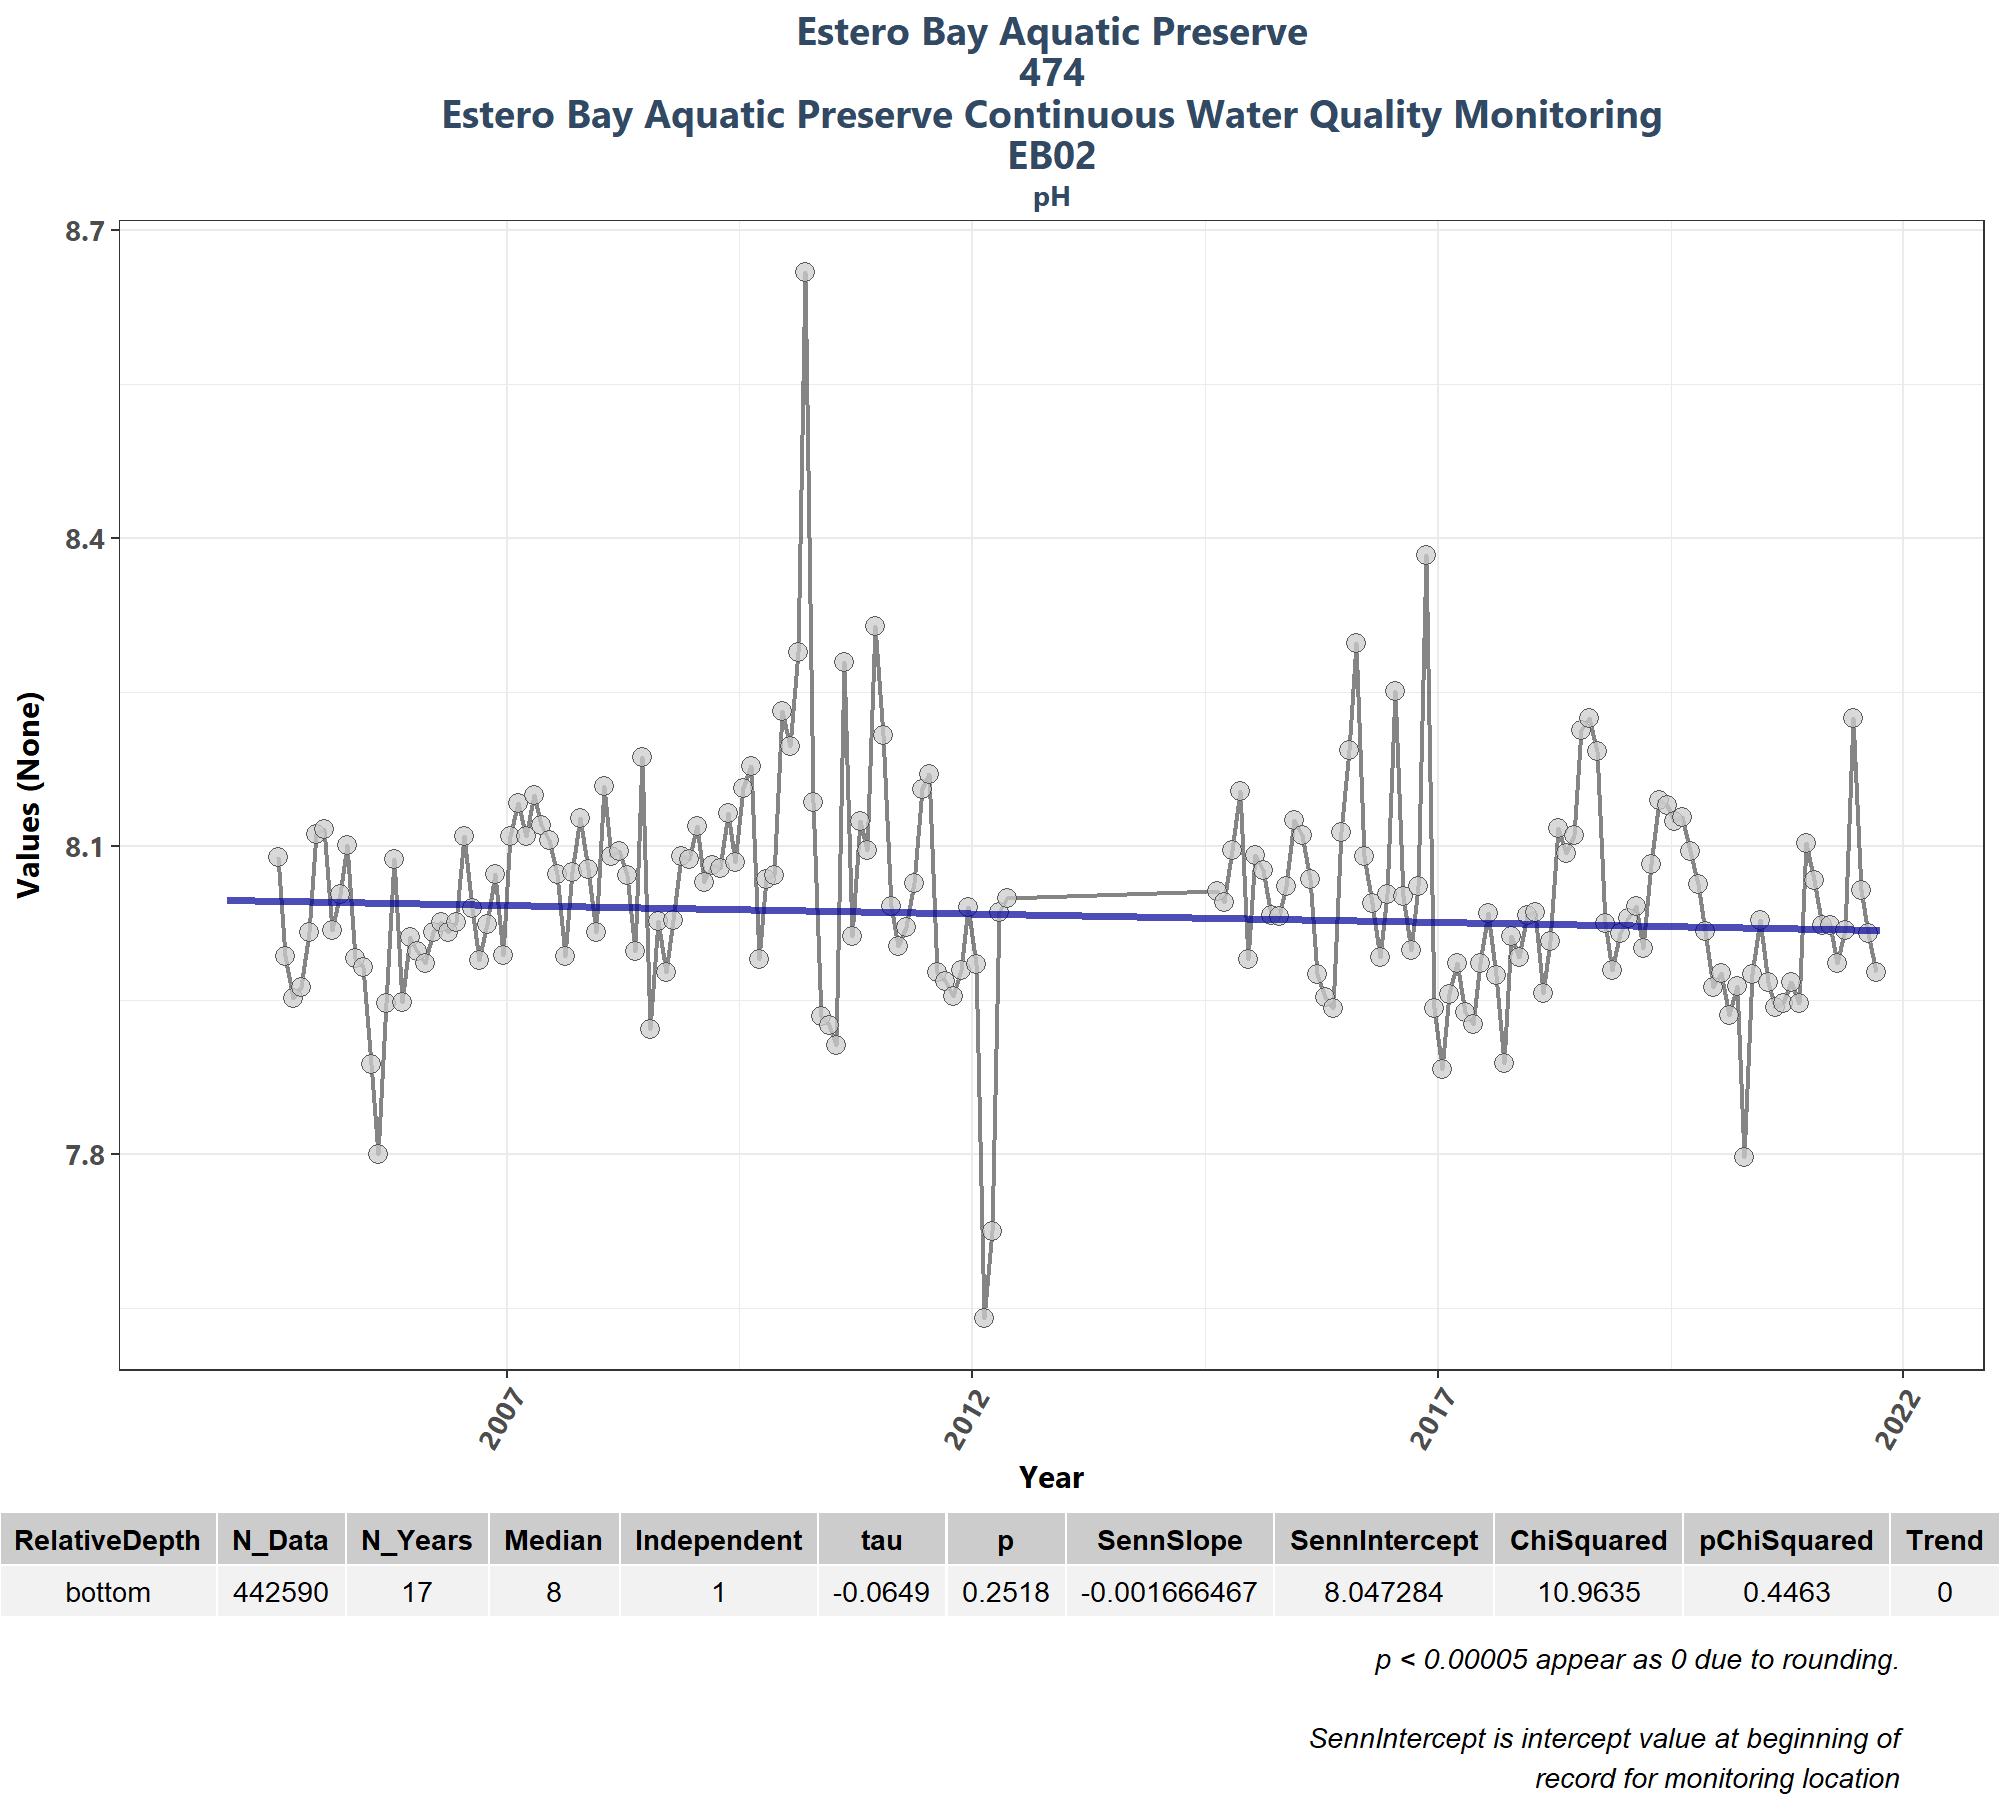 Estero Bay Aquatic Preserve
474
Estero Bay Aquatic Preserve Continuous Water Quality Monitoring
EB02
pH
8.7
8.4
8.1
7.8
Values (None)
2007
2012
2017
2022
Year
RelativeDepth N_Data N_Years Median Independent tau p SennSlope SennIntercept ChiSquared pChiSquared Trend
bottom 442590 17 8 1 -0.0649 0.2518 -0.001666467 8.047284 10.9635 0.4463 0
p < 0.00005 appear as 0 due to rounding.
SennIntercept is intercept value at beginning of
record for monitoring location